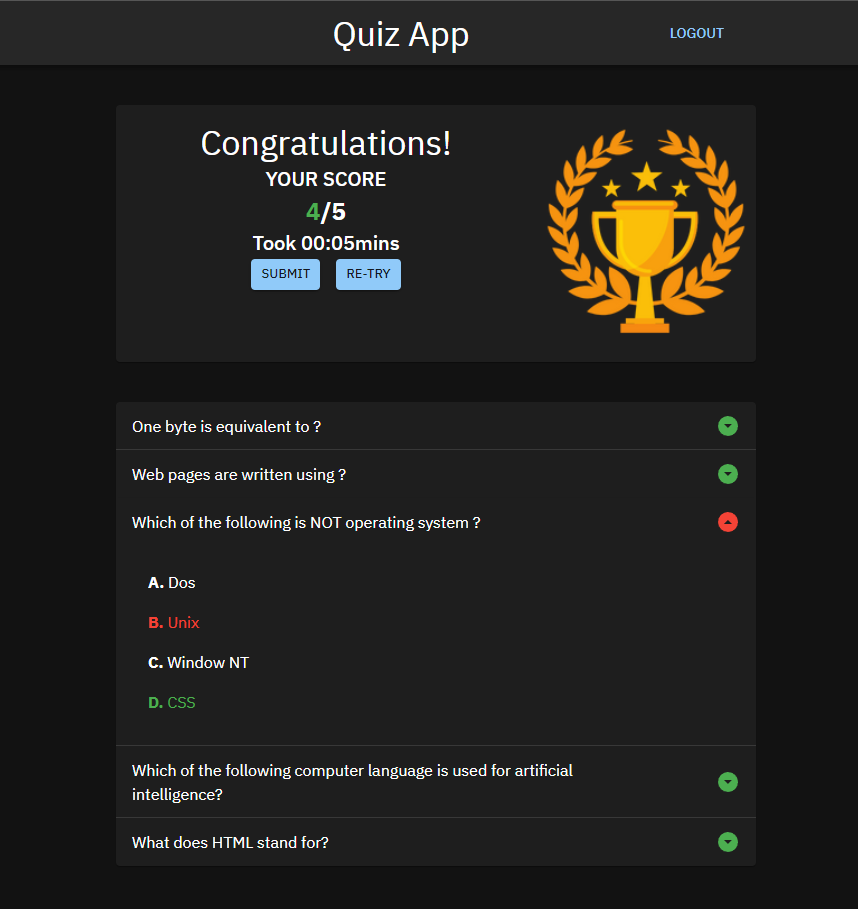 Quiz App
LOGOUT
Congratulations!
YOUR SCORE
4/5
Took 00:05mins
SUBMIT
RE-TRY
One byte is equivalent to ?
Web pages are written using ?
Which of the following is NOT operating system ?
A. Dos
B. Unix
C. Window NT
D. CSS
Which of the following computer language is used for artificial
intelligence?
What does HTML stand for?